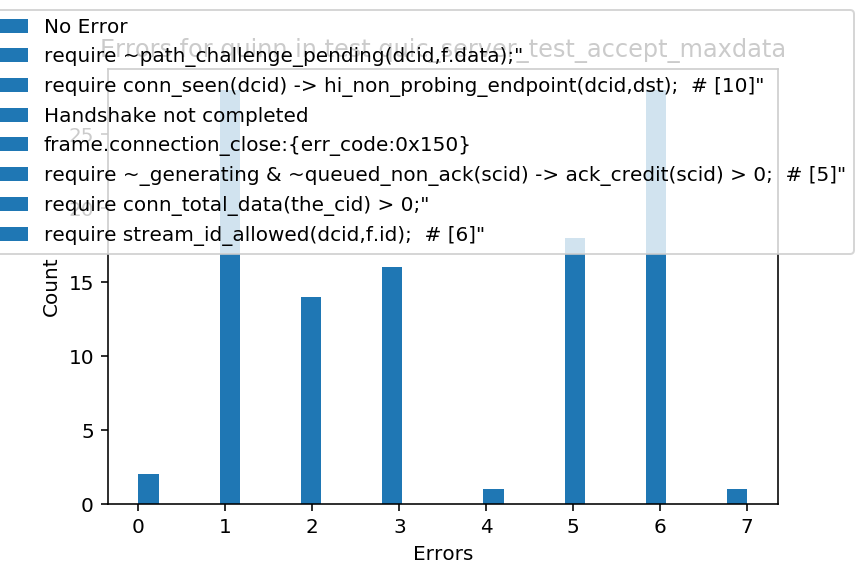 Errors for quinn in test quic_server_test_accept_maxdata
No Error
require ~path_challenge_pending(dcid,f.data);"
require conn_seen(dcid) -> hi_non_probing_endpoint(dcid,dst);  # [10]"
Handshake not completed
frame.connection_close:{err_code:0x150}
require ~_generating & ~queued_non_ack(scid) -> ack_credit(scid) > 0;  # [5]"
require conn_total_data(the_cid) > 0;"
require stream_id_allowed(dcid,f.id);  # [6]"
25
20
15
10
5
0
Count
0 1 2 3 4 5 6 7
Errors